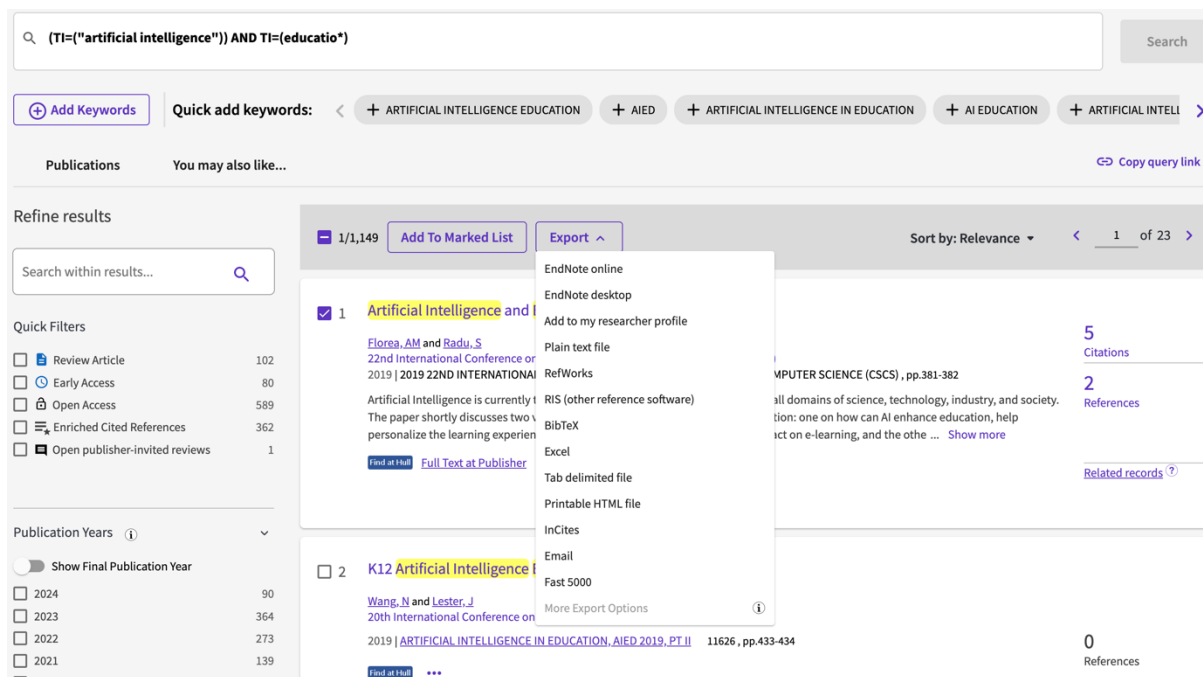 (TI=("artificial intelligence")) AND TI=(educatio*)
Search
Add Keywords
Quick add keywords:
+ ARTIFICIAL INTELLIGENCE EDUCATION
+ AIED
+ ARTIFICIAL INTELLIGENCE IN EDUCATION
+ AI EDUCATION
+ ARTIFICIAL INTELL
Publications
You may also like...
Copy query link
Refine results
Search within results...
Quick Filters
Review Article 102
Early Access 80
Open Access 589
Enriched Cited References 362
Open publisher-invited reviews 1
Publication Years
Show Final Publication Year
2024 90
2023 364
2022 273
2021 139
1/1,149
Add To Marked List
Export
Sort by: Relevance
1 of 23
EndNote online
EndNote desktop
Add to my researcher profile
Plain text file
RefWorks
RIS (other reference software)
BibTeX
Excel
Tab delimited file
Printable HTML file
InCites
Email
Fast 5000
More Export Options
1 Artificial Intelligence and
Florea, AM and Radu, S
22nd International Conference on
2019 | 2019 22ND INTERNATIONA MPUTER SCIENCE (CSCS) , pp.381-382
Artificial Intelligence is currently all domains of science, technology, industry, and society.
The paper shortly discusses two tion: one on how can AI enhance education, help
personalize the learning experien act on e-learning, and the othe ... Show more
Find at Hull Full Text at Publisher
5
Citations
2
References
Related records ?
2 K12 Artificial Intelligence
Wang, N and Lester, J
20th International Conference on
2019 | ARTIFICIAL INTELLIGENCE IN EDUCATION, AIED 2019, PT II 11626 , pp.433-434
Find at Hull
0
References